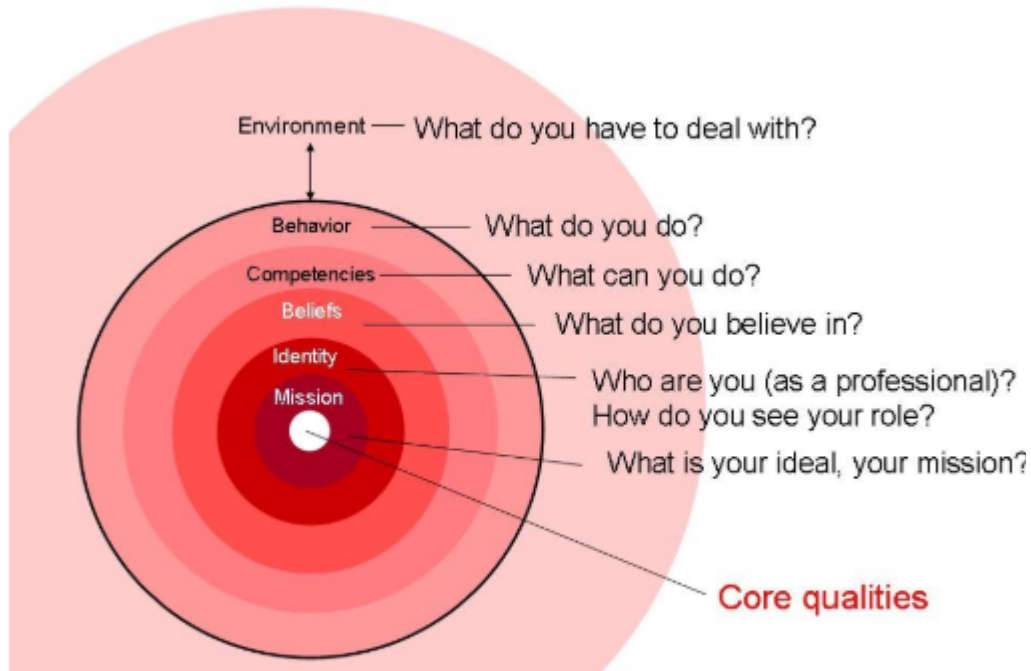 Environment
What do you have to deal with?
Behavior
What do you do?
Competencies
What can you do?
Beliefs
What do you believe in?
Identity
Who are you (as a professional)?
How do you see your role?
Mission
What is your ideal, your mission?
Core qualities